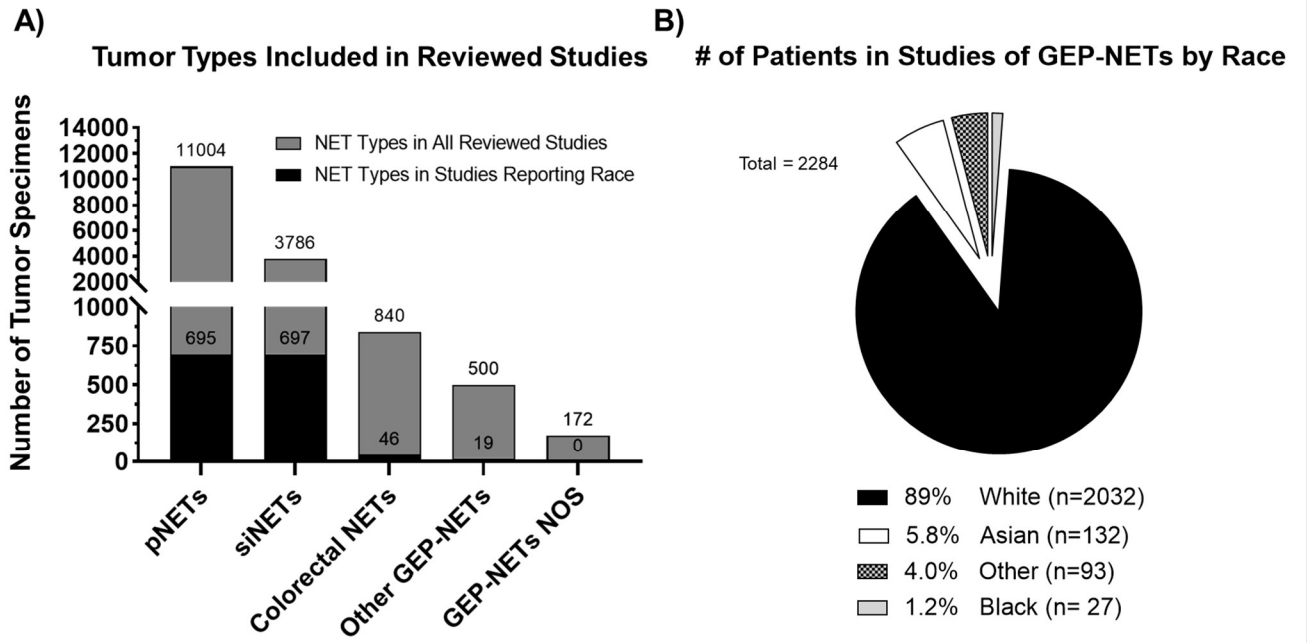 A)
Tumor Types Included in Reviewed Studies
Number of Tumor Specimens
14000
12000
10000
8000
6000
4000
2000
1000
750
500
250
0
NET Types in All Reviewed Studies
NET Types in Studies Reporting Race
11004
3786
840
500
172
695
697
46
19
0
pNETs
siNETs
Colorectal NETs
Other GEP-NETs
GEP-NETs NOS
B)
# of Patients in Studies of GEP-NETs by Race
Total = 2284
89% White (n=2032)
5.8% Asian (n=132)
4.0% Other (n=93)
1.2% Black (n= 27)